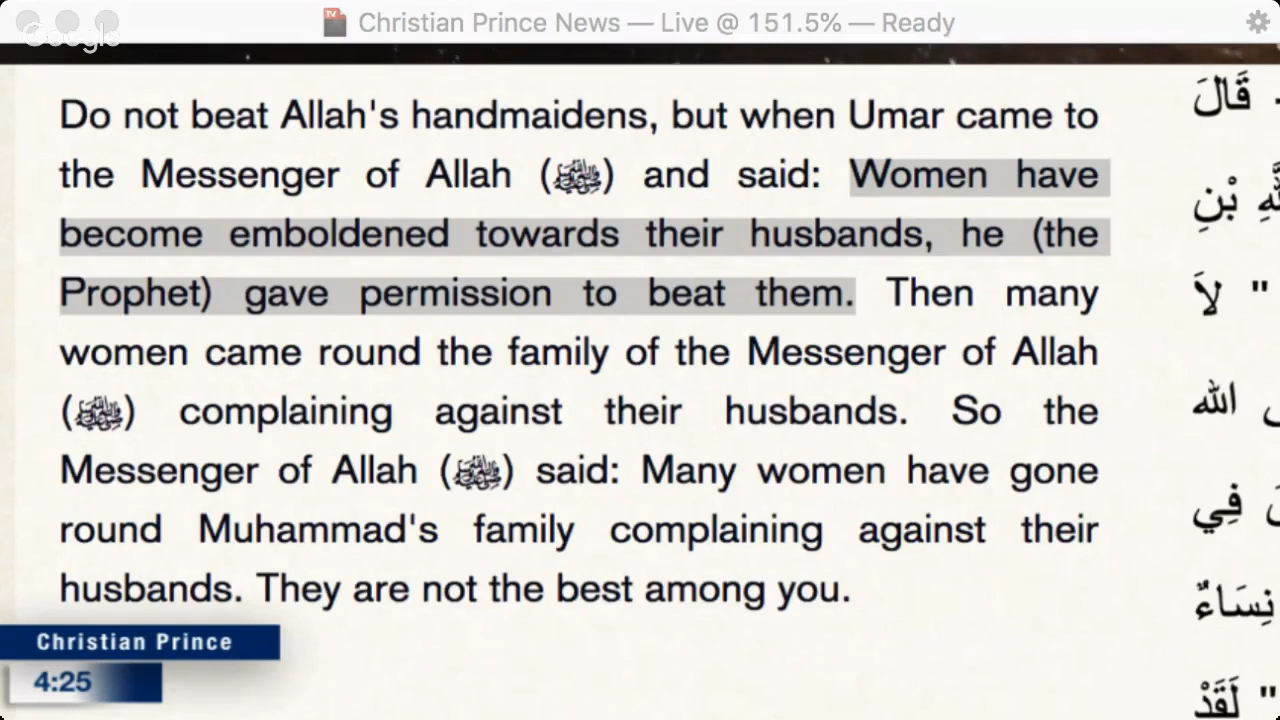 Christian Prince News — Live @ 151.5% — Ready
Google
Do not beat Allah's handmaidens, but when Umar came to
the Messenger of Allah (ﷺ) and said: Women have
become emboldened towards their husbands, he (the
Prophet) gave permission to beat them. Then many
women came round the family of the Messenger of Allah
(ﷺ) complaining against their husbands. So the
Messenger of Allah (ﷺ) said: Many women have gone
round Muhammad's family complaining against their
husbands. They are not the best among you.
قَالَ
بْنِ
" لاَ
الله
فِي
نِسَاءٌ
" لَقَدْ
Christian Prince
4:25